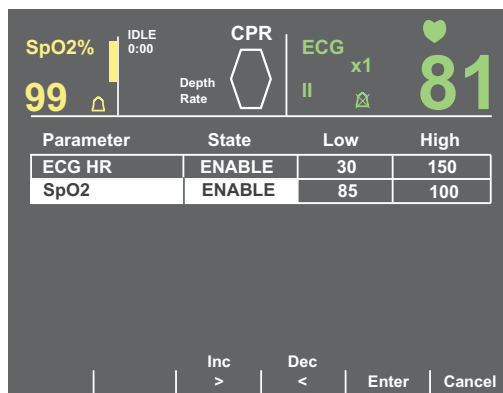 SpO2%
99
IDLE
0:00
CPR
Depth
Rate
ECG
x1
II
81
Parameter State Low High
ECG HR ENABLE 30 150
SpO2 ENABLE 85 100
Inc Dec
> < Enter Cancel